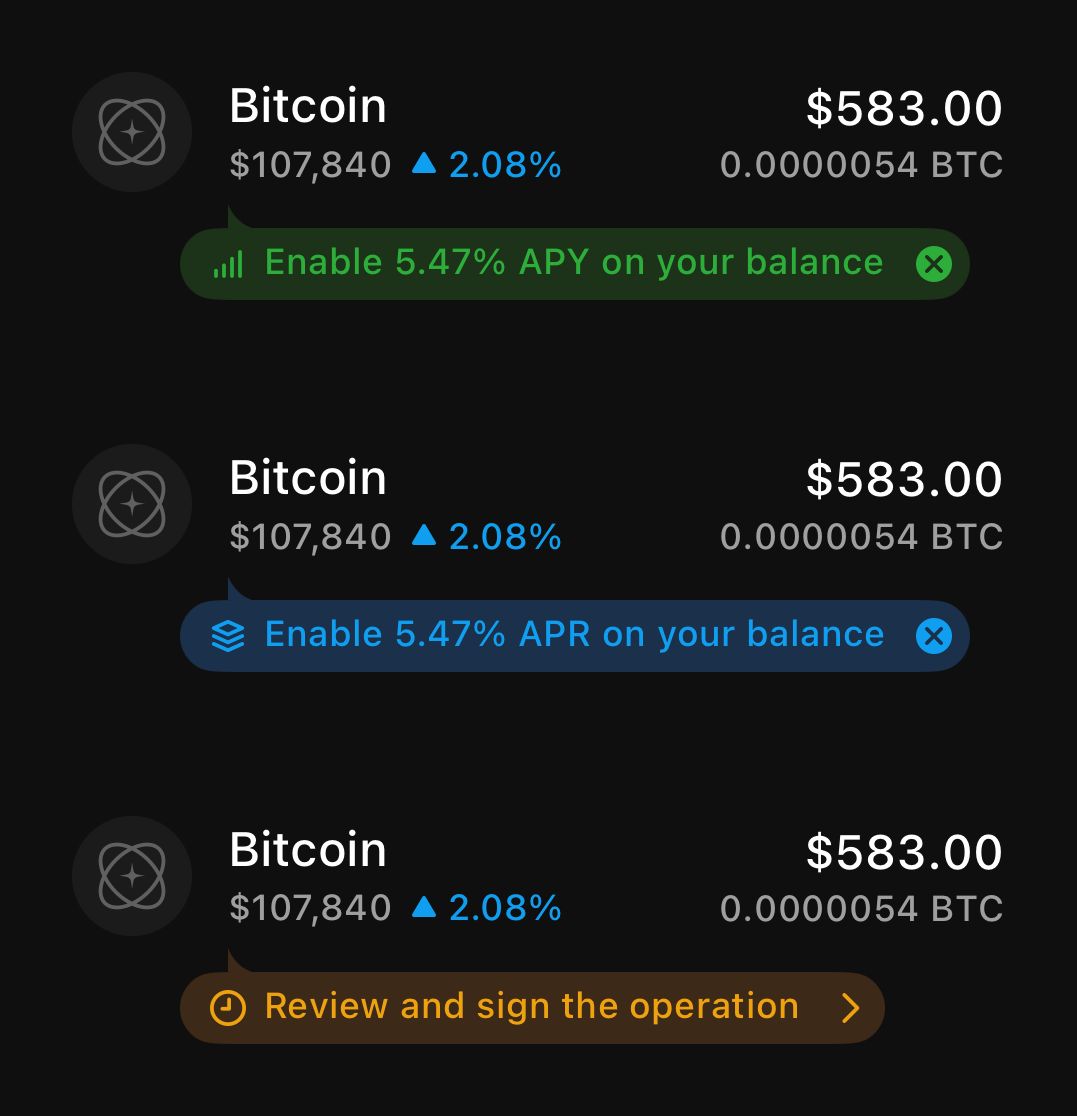 Bitcoin $583.00
$107,840 ▲ 2.08% 0.0000054 BTC
Enable 5.47% APY on your balance
Bitcoin $583.00
$107,840 ▲ 2.08% 0.0000054 BTC
Enable 5.47% APR on your balance
Bitcoin $583.00
$107,840 ▲ 2.08% 0.0000054 BTC
Review and sign the operation